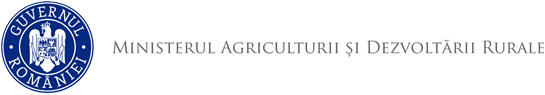 GUVERNUL
ROMÂNIEI
Ministerul Agriculturii și Dezvoltării Rurale